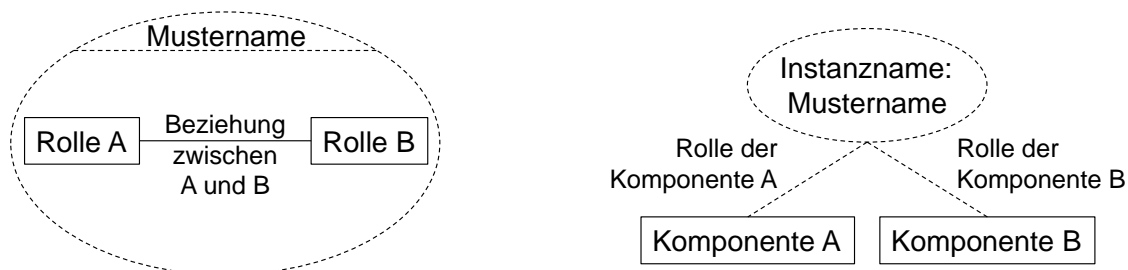 Mustername
Rolle A
Beziehung
zwischen
A und B
Rolle B
Instanzname:
Mustername
Rolle der
Komponente A
Rolle der
Komponente B
Komponente A
Komponente B